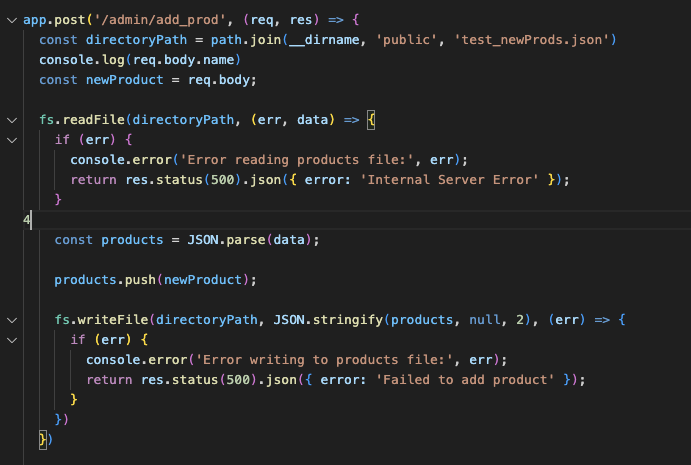 app.post('/admin/add_prod', (req, res) => {
const directoryPath = path.join(__dirname, 'public', 'test_newProds.json')
console.log(req.body.name)
const newProduct = req.body;
fs.readFile(directoryPath, (err, data) => {
if (err) {
console.error('Error reading products file:', err);
return res.status(500).json({ error: 'Internal Server Error' });
}
4
const products = JSON.parse(data);
products.push(newProduct);
fs.writeFile(directoryPath, JSON.stringify(products, null, 2), (err) => {
if (err) {
console.error('Error writing to products file:', err);
return res.status(500).json({ error: 'Failed to add product' });
}
})
})